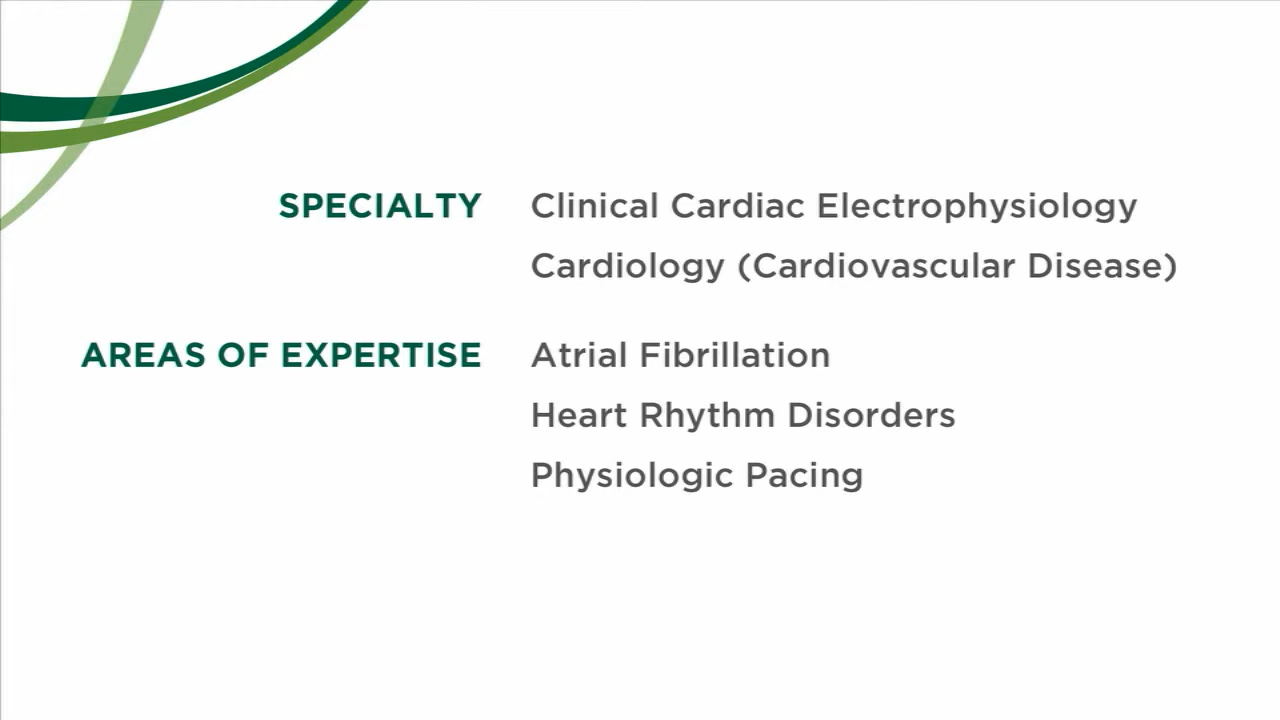 SPECIALTY Clinical Cardiac Electrophysiology
Cardiology (Cardiovascular Disease)
AREAS OF EXPERTISE Atrial Fibrillation
Heart Rhythm Disorders
Physiologic Pacing